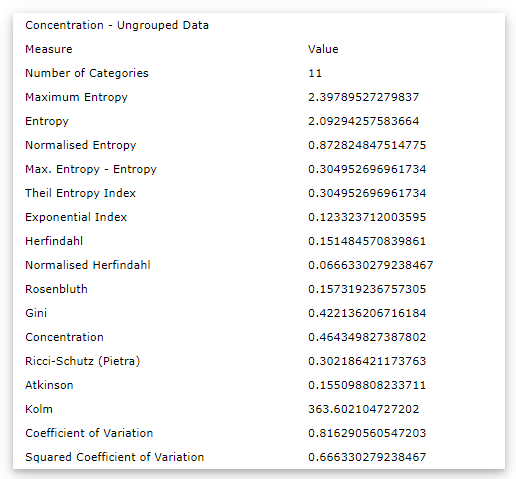 Concentration - Ungrouped Data
Measure Value
Number of Categories 11
Maximum Entropy 2.39789527279837
Entropy 2.09294257583664
Normalised Entropy 0.872824847514775
Max. Entropy - Entropy 0.304952696961734
Theil Entropy Index 0.304952696961734
Exponential Index 0.123323712003595
Herfindahl 0.151484570839861
Normalised Herfindahl 0.0666330279238467
Rosenbluth 0.157319236757305
Gini 0.422136206716184
Concentration 0.464349827387802
Ricci-Schutz (Pietra) 0.302186421173763
Atkinson 0.155098808233711
Kolm 363.602104727202
Coefficient of Variation 0.816290560547203
Squared Coefficient of Variation 0.666330279238467